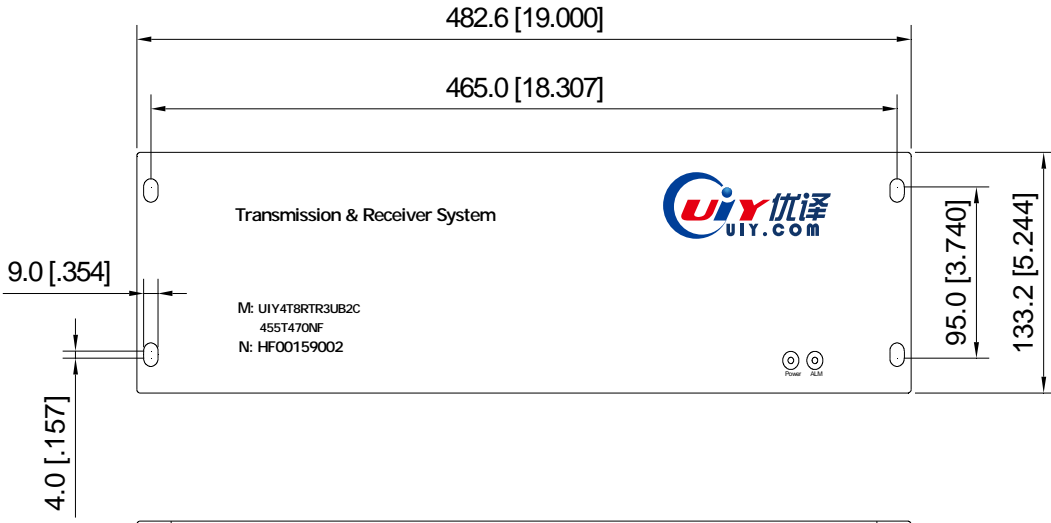 482.6 [19.000]
465.0 [18.307]
Transmission & Receiver System
UiY优译
UIY.COM
9.0 [.354]
95.0 [3.740]
133.2 [5.244]
M: UIY4T8RTR3UB2C
455T470NF
N: HF00159002
Power ALM
4.0 [.157]